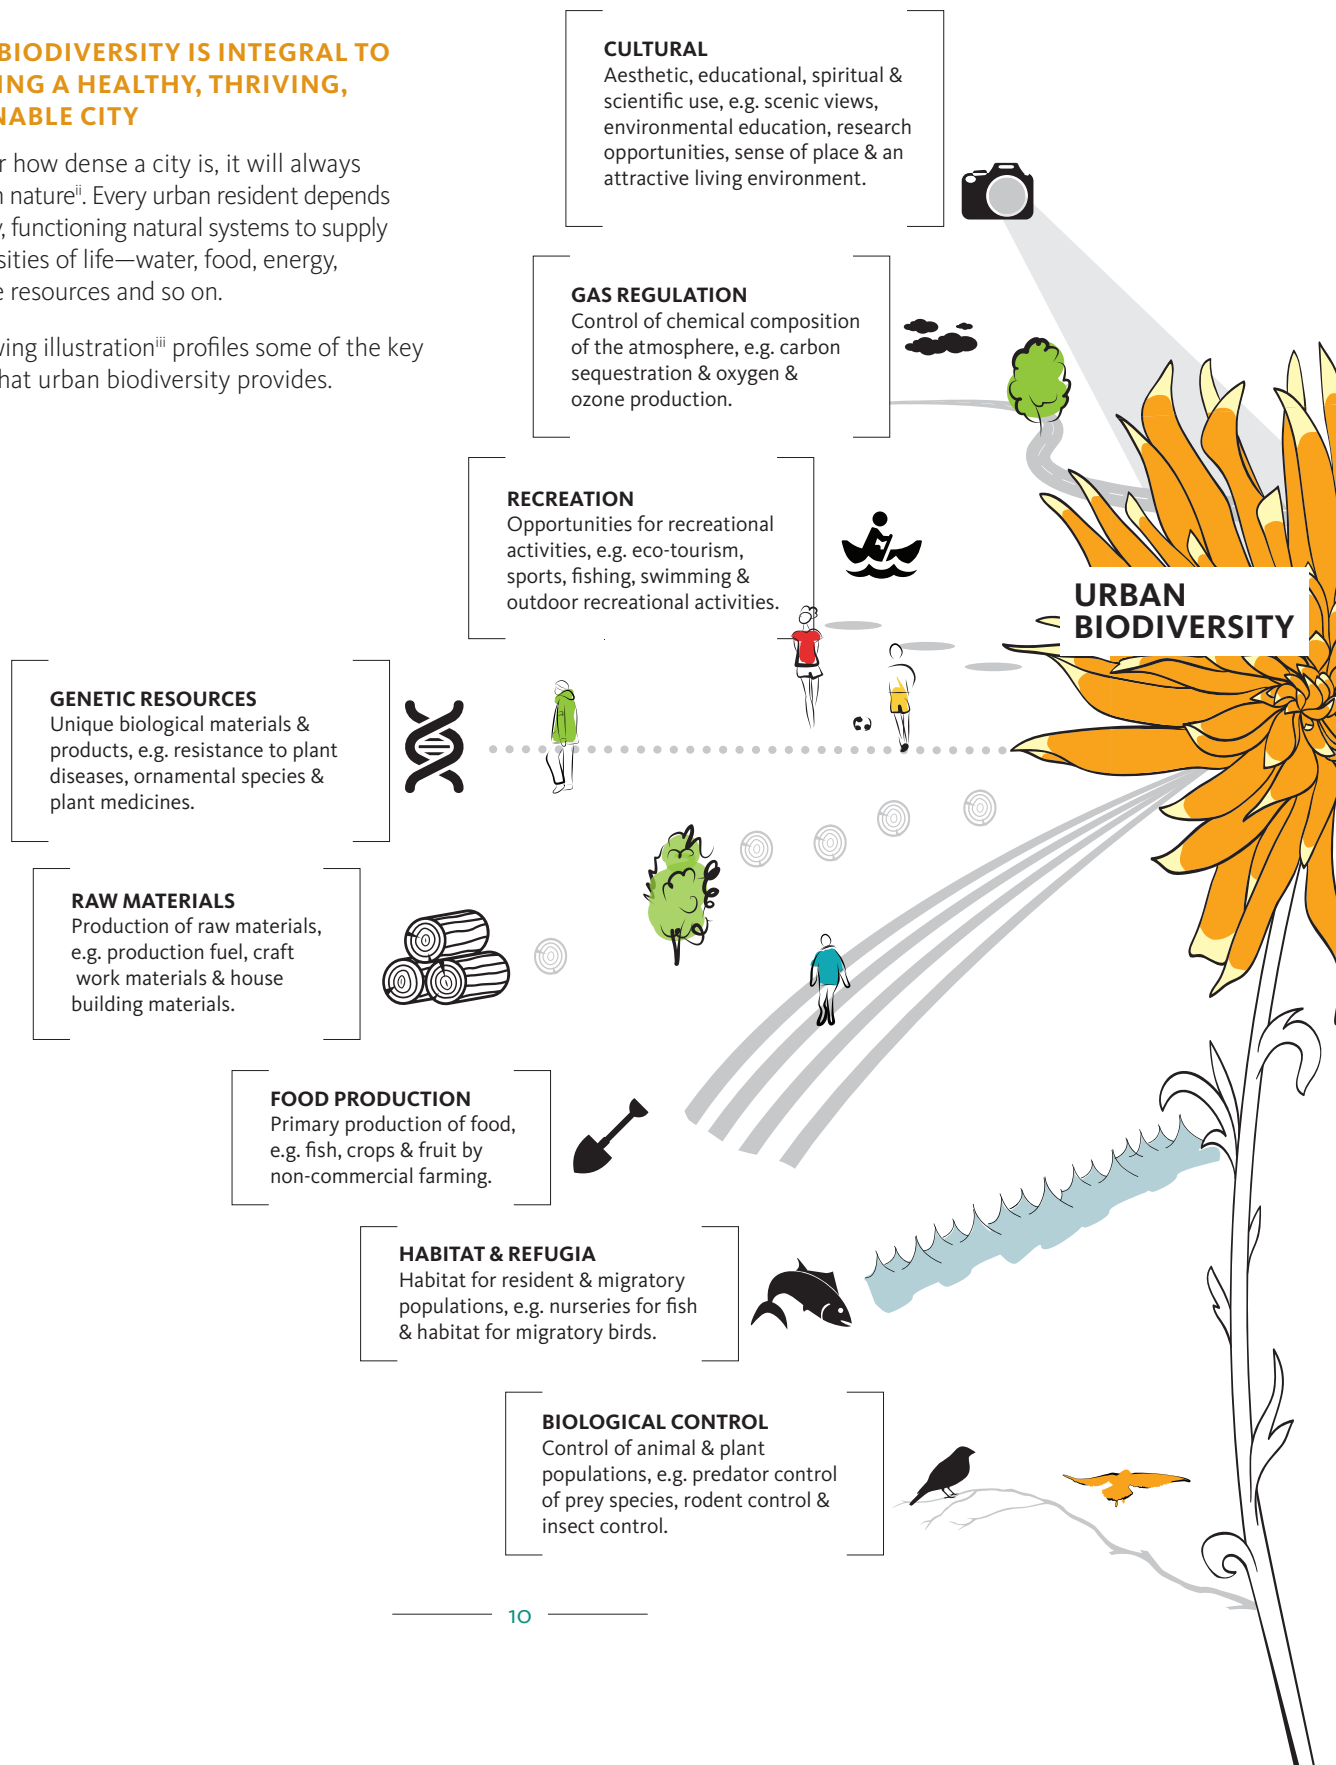 BIODIVERSITY IS INTEGRAL TO
ING A HEALTHY, THRIVING,
NABLE CITY
r how dense a city is, it will always
n natureii. Every urban resident depends
, functioning natural systems to supply
sities of life—water, food, energy,
e resources and so on.
ving illustrationiii profiles some of the key
hat urban biodiversity provides.
CULTURAL
Aesthetic, educational, spiritual &
scientific use, e.g. scenic views,
environmental education, research
opportunities, sense of place & an
attractive living environment.
GAS REGULATION
Control of chemical composition
of the atmosphere, e.g. carbon
sequestration & oxygen &
ozone production.
RECREATION
Opportunities for recreational
activities, e.g. eco-tourism,
sports, fishing, swimming &
outdoor recreational activities.
URBAN
BIODIVERSITY
GENETIC RESOURCES
Unique biological materials &
products, e.g. resistance to plant
diseases, ornamental species &
plant medicines.
RAW MATERIALS
Production of raw materials,
e.g. production fuel, craft
work materials & house
building materials.
FOOD PRODUCTION
Primary production of food,
e.g. fish, crops & fruit by
non-commercial farming.
HABITAT & REFUGIA
Habitat for resident & migratory
populations, e.g. nurseries for fish
& habitat for migratory birds.
BIOLOGICAL CONTROL
Control of animal & plant
populations, e.g. predator control
of prey species, rodent control &
insect control.
10